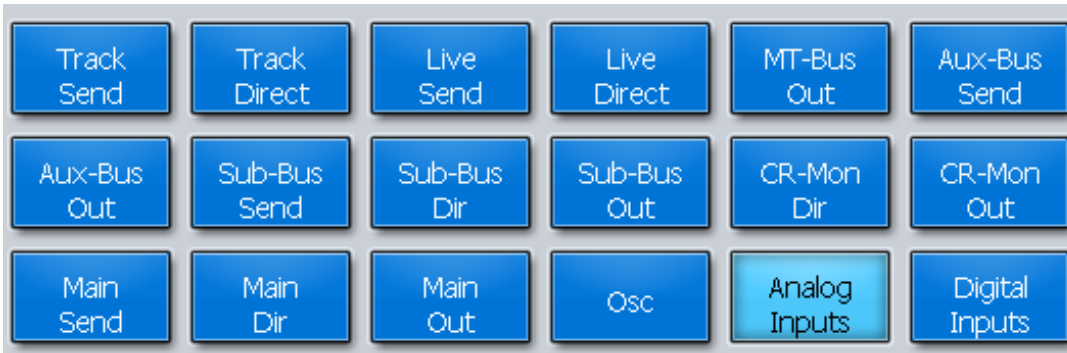 Track
Send
Track
Direct
Live
Send
Live
Direct
MT-Bus
Out
Aux-Bus
Send
Aux-Bus
Out
Sub-Bus
Send
Sub-Bus
Dir
Sub-Bus
Out
CR-Mon
Dir
CR-Mon
Out
Main
Send
Main
Dir
Main
Out
Osc
Analog
Inputs
Digital
Inputs